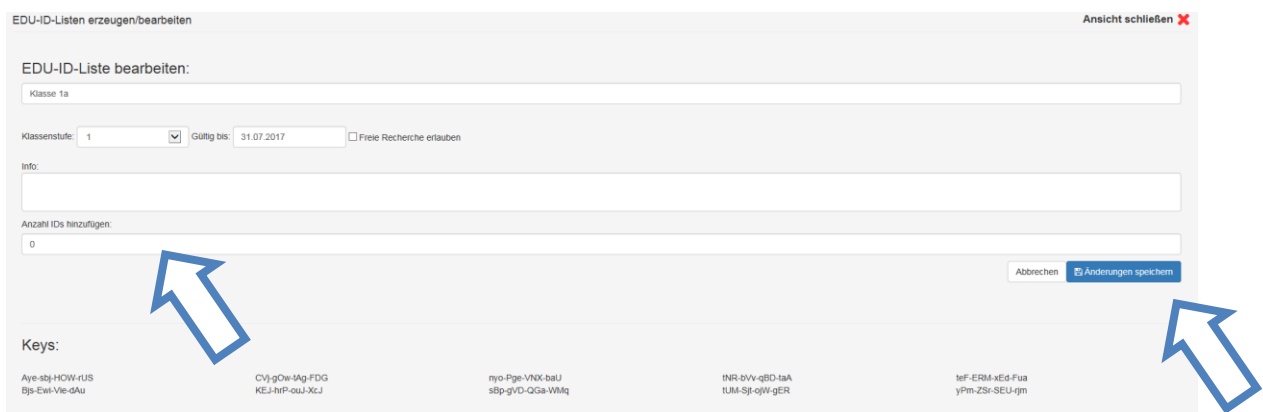 EDU-ID-Listen erzeugen/bearbeiten Ansicht schließen
EDU-ID-Liste bearbeiten:
Klasse 1a
Klassenstufe: 1 Gültig bis: 31.07.2017 Freie Recherche erlauben
Info:
Anzahl IDs hinzufügen:
0
Abbrechen Änderungen speichern
Keys:
Aye-sbj-HOW-rUS CVj-gOw-tAg-FDG nyo-Pge-VNX-baU tNR-bVv-qBD-taA teF-ERM-xEd-Fua
Bjs-Ewi-Vie-dAu KEJ-hrP-ouJ-XcJ sBp-gVD-QGa-WMq tUM-Sjt-ojW-gER yPm-ZSr-SEU-rjm